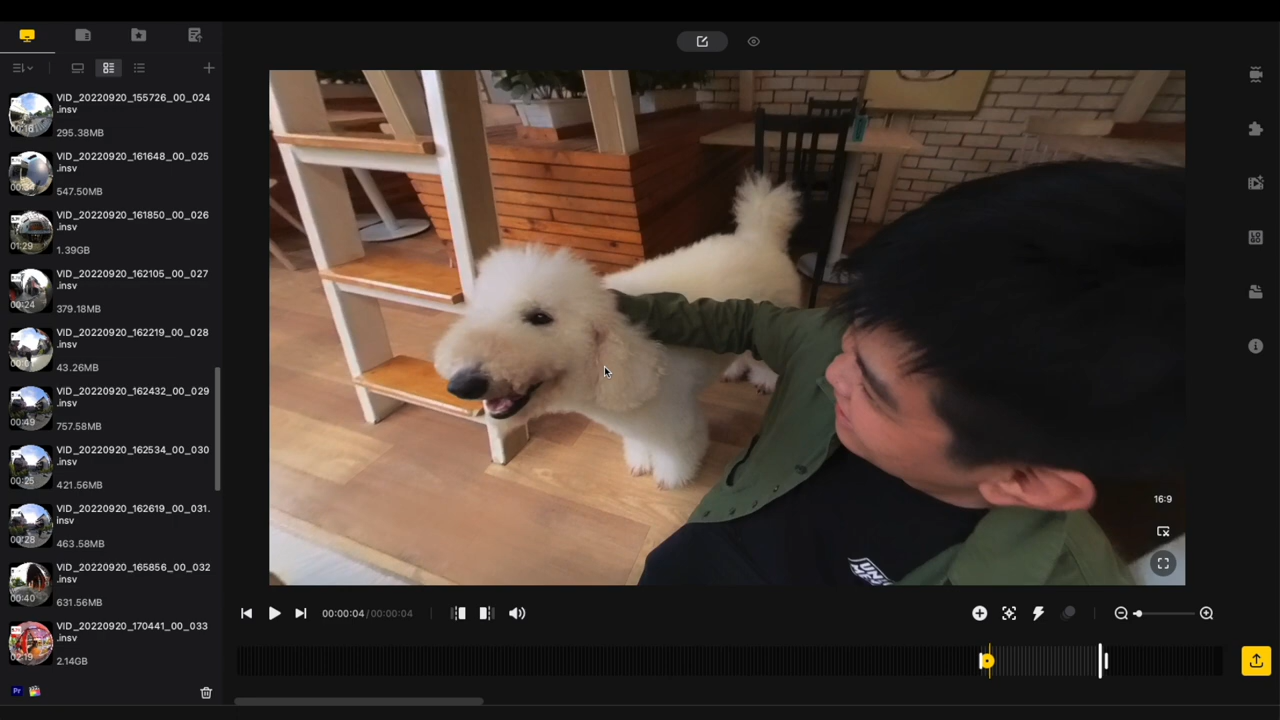 VID_20220920_155726_00_024
.insv
00:16
295.38MB
VID_20220920_161648_00_025
.insv
547.50MB
VID_20220920_161850_00_026
.insv
01:29
1.39GB
VID_20220920_162105_00_027
.insv
00:24
379.18MB
VID_20220920_162219_00_028
.insv
00:01
43.26MB
VID_20220920_162432_00_029
.insv
00:49
757.58MB
VID_20220920_162534_00_030
.insv
00:25
421.56MB
VID_20220920_162619_00_031.
insv
00:28
463.58MB
VID_20220920_165856_00_032
.insv
00:40
631.56MB
VID_20220920_170441_00_033
.insv
02:19
2.14GB
Pr
16:9
00:00:04/00:00:04